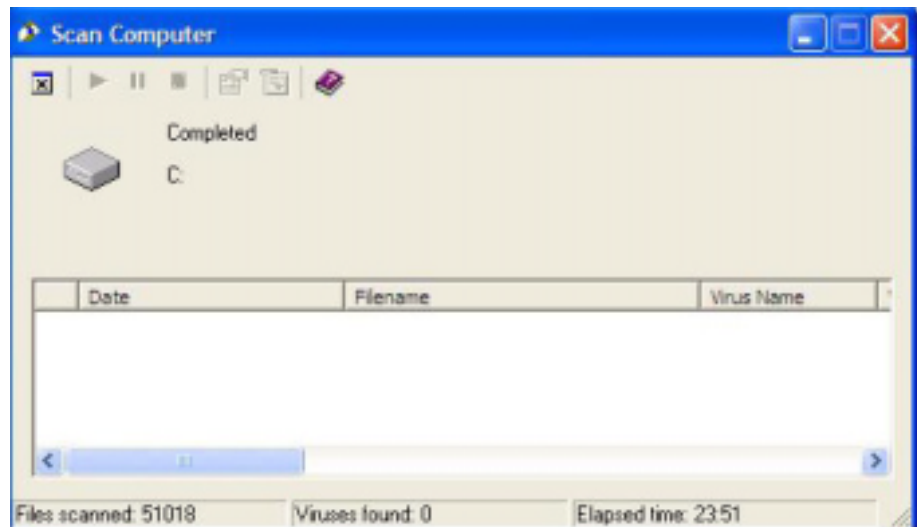 Scan Computer
Completed
C:
Date Filename Virus Name
Files scanned: 51018 Viruses found: 0 Elapsed time: 23:51